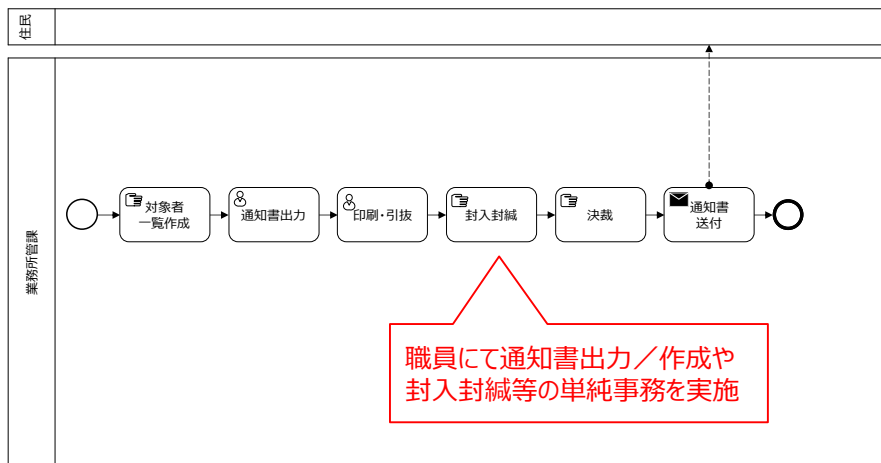 住民
業務所管課
対象者
一覧作成
通知書出力
印刷・引抜
封入封緘
決裁
通知書
送付
職員にて通知書出力／作成や
封入封緘等の単純事務を実施